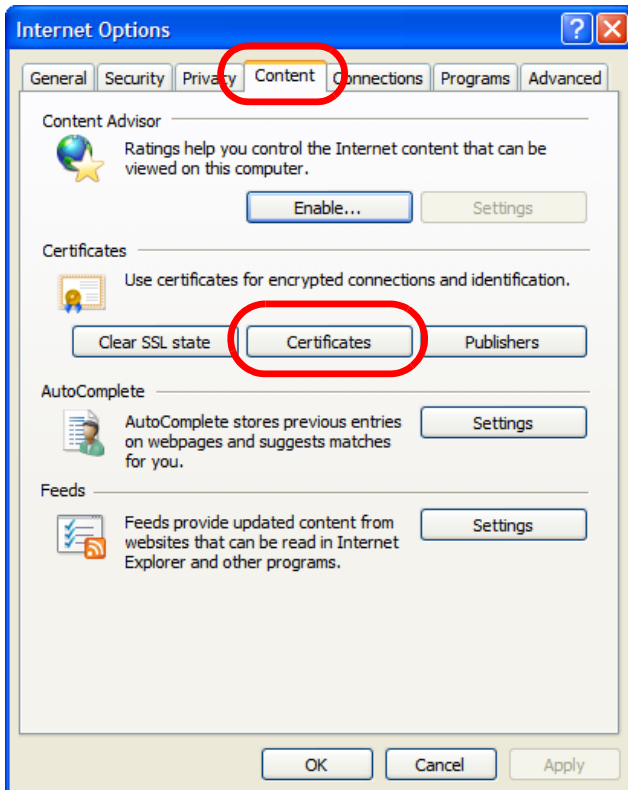 Internet Options
General Security Privacy Content Connections Programs Advanced
Content Advisor
Ratings help you control the Internet content that can be
viewed on this computer.
Enable... Settings
Certificates
Use certificates for encrypted connections and identification.
Clear SSL state Certificates Publishers
AutoComplete
AutoComplete stores previous entries
on webpages and suggests matches
for you.
Settings
Feeds
Feeds provide updated content from
websites that can be read in Internet
Explorer and other programs.
Settings
OK Cancel Apply